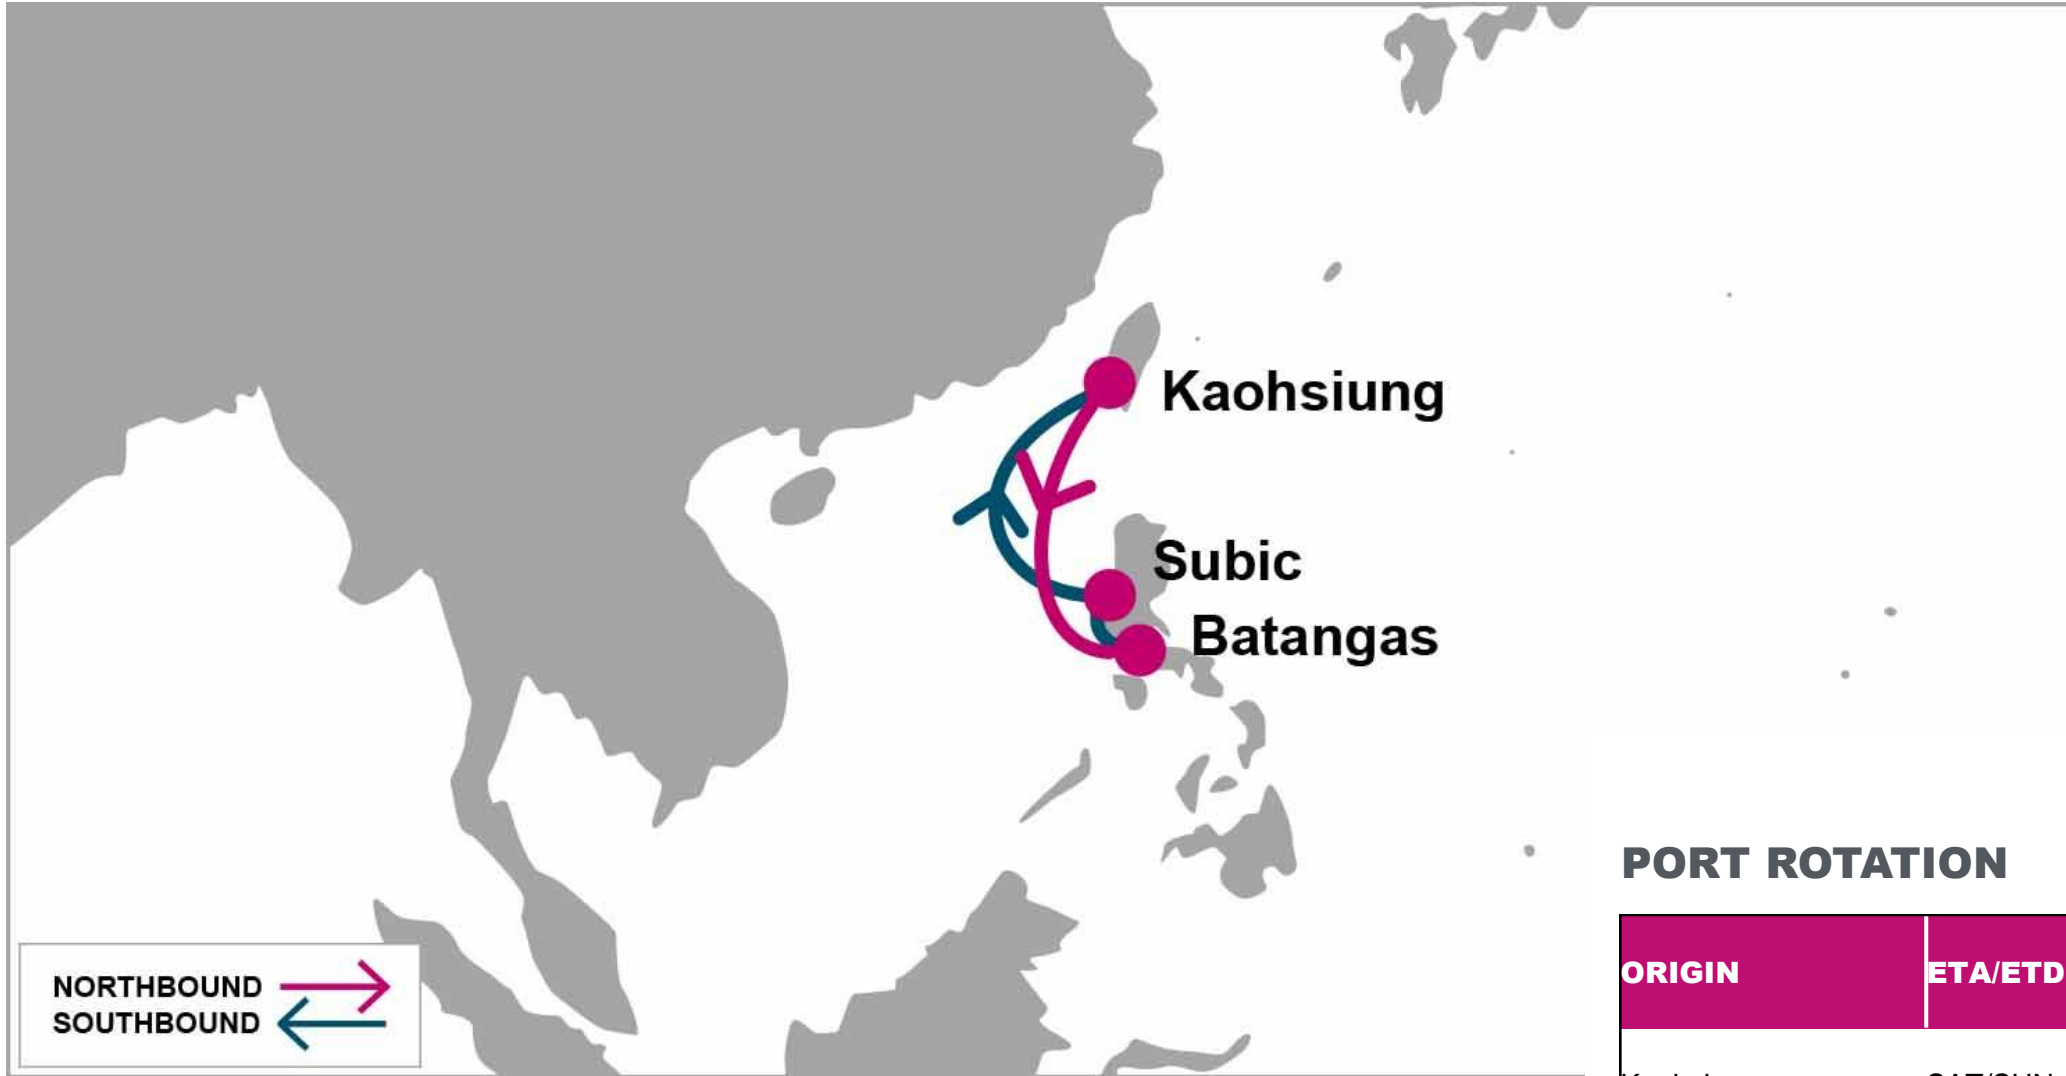 Kaohsiung
Subic
Batangas
PORT ROTATION
ORIGIN ETA/ETD
NORTHBOUND
SOUTHBOUND